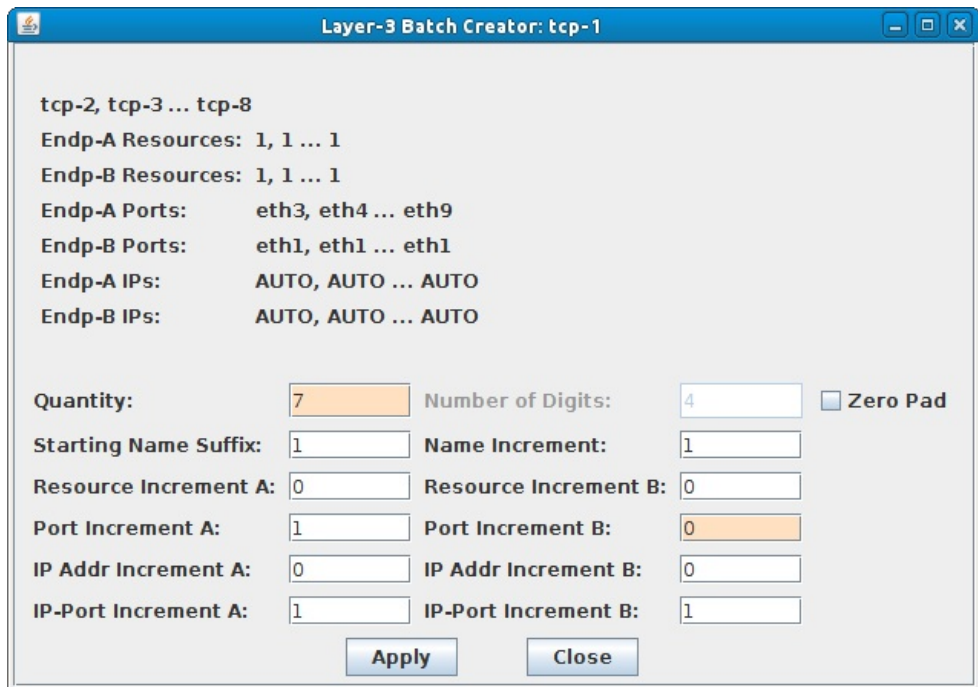 Layer-3 Batch Creator: tcp-1
tcp-2, tcp-3 ... tcp-8
Endp-A Resources: 1, 1 ... 1
Endp-B Resources: 1, 1 ... 1
Endp-A Ports: eth3, eth4 ... eth9
Endp-B Ports: eth1, eth1 ... eth1
Endp-A IPs: AUTO, AUTO ... AUTO
Endp-B IPs: AUTO, AUTO ... AUTO
Quantity: 7 Number of Digits: 4 Zero Pad
Starting Name Suffix: 1 Name Increment: 1
Resource Increment A: 0 Resource Increment B: 0
Port Increment A: 1 Port Increment B: 0
IP Addr Increment A: 0 IP Addr Increment B: 0
IP-Port Increment A: 1 IP-Port Increment B: 1
Apply Close